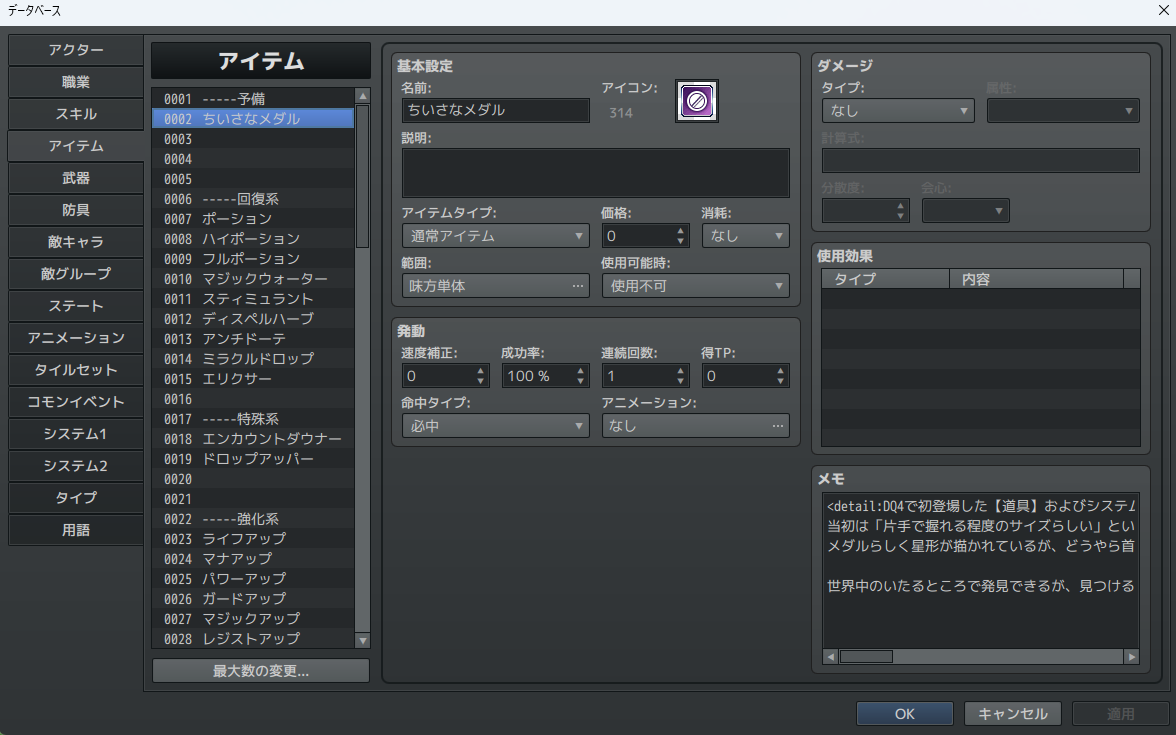 データベース
アクター
職業
スキル
アイテム
武器
防具
敵キャラ
敵グループ
ステート
アニメーション
タイルセット
コモンイベント
システム1
システム2
タイプ
用語
アイテム
0001 -----予備
0002 ちいさなメダル
0003
0004
0005
0006 -----回復系
0007 ポーション
0008 ハイポーション
0009 フルポーション
0010 マジックウォーター
0011 スティミュラント
0012 ディスペルハーブ
0013 アンチドーテ
0014 ミラクルドロップ
0015 エリクサー
0016
0017 -----特殊系
0018 エンカウントダウナー
0019 ドロップアッパー
0020
0021
0022 -----強化系
0023 ライフアップ
0024 マナアップ
0025 パワーアップ
0026 ガードアップ
0027 マジックアップ
0028 レジストアップ
最大数の変更...
基本設定
名前: アイコン:
ちいさなメダル 314
説明:
アイテムタイプ: 価格: 消耗:
通常アイテム 0 なし
範囲: 使用可能時:
味方単体 ... 使用不可
発動
速度補正: 成功率: 連続回数: 得TP:
0 100 % 1 0
命中タイプ: アニメーション:
必中 なし ...
ダメージ
タイプ: 属性:
なし
計算式:
分散度: 会心:
使用効果
タイプ 内容
メモ
<detail:DQ4で初登場した【道具】およびシステム
当初は「片手で握れる程度のサイズらしい」とい
メダルらしく星形が描かれているが、どうやら首
世界中のいたるところで発見できるが、見つける
OK キャンセル 適用